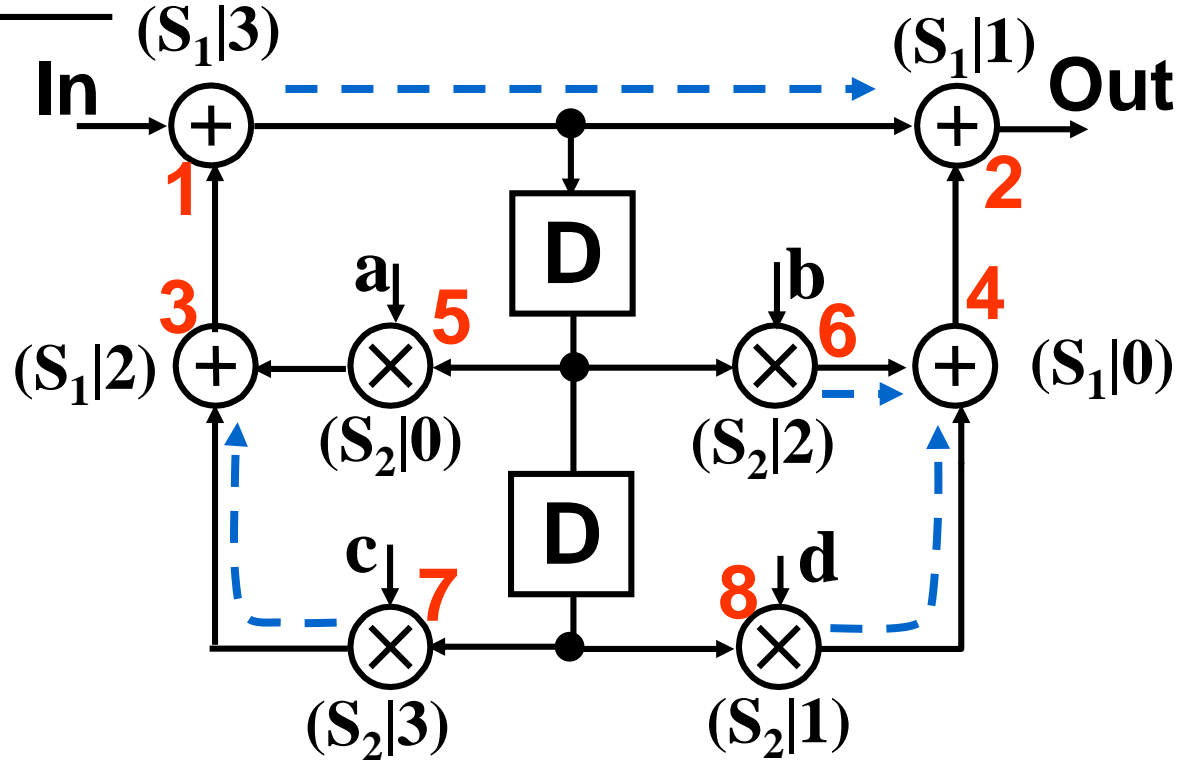 (S1|3)
(S1|1)
In
Out
+
+
1
2
D
a
b
3
5
6
4
+
×
×
+
(S1|2)
(S1|0)
(S2|0)
(S2|2)
D
c
d
7
8
×
×
(S2|3)
(S2|1)